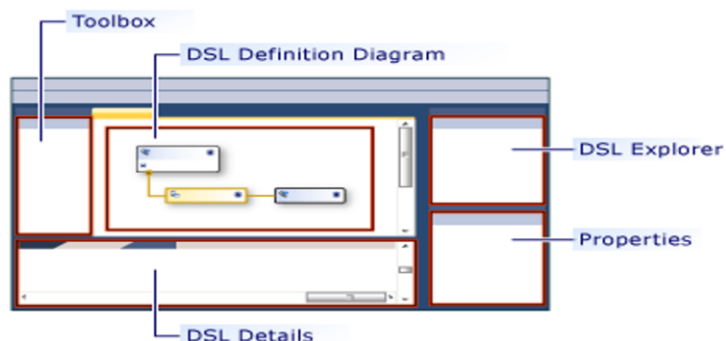 Toolbox
DSL Definition Diagram
DSL Explorer
Properties
DSL Details